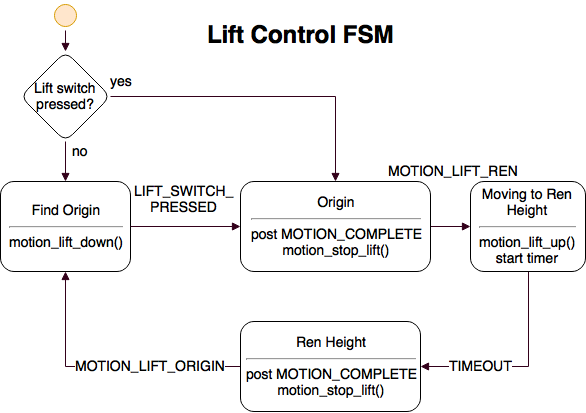 Lift Control FSM
Lift switch
pressed?
yes
no
Find Origin
motion_lift_down()
LIFT_SWITCH_
PRESSED
Origin
post MOTION_COMPLETE
motion_stop_lift()
MOTION_LIFT_REN
Moving to Ren
Height
motion_lift_up()
start timer
Ren Height
post MOTION_COMPLETE
motion_stop_lift()
MOTION_LIFT_ORIGIN
TIMEOUT